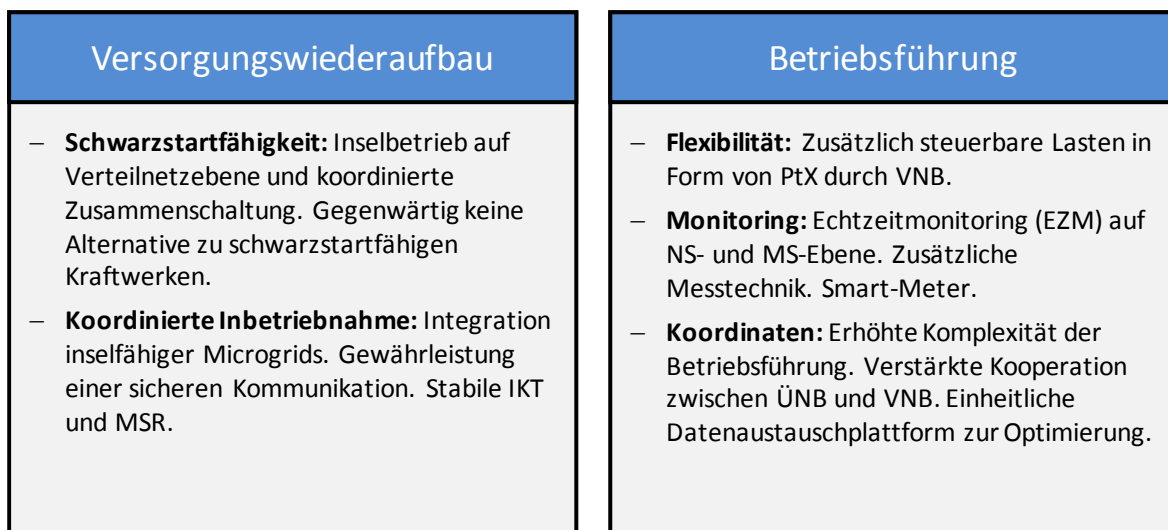 Versorgungswiederaufbau
– Schwarzstartfähigkeit: Inselbetrieb auf
Verteilnetzebene und koordinierte
Zusammenschaltung. Gegenwärtig keine
Alternative zu schwarzstartfähigen
Kraftwerken.
– Koordinierte Inbetriebnahme: Integration
inselfähiger Microgrids. Gewährleistung
einer sicheren Kommunikation. Stabile IKT
und MSR.
Betriebsführung
– Flexibilität: Zusätzlich steuerbare Lasten in
Form von PtX durch VNB.
– Monitoring: Echtzeitmonitoring (EZM) auf
NS- und MS-Ebene. Zusätzliche
Messtechnik. Smart-Meter.
– Koordinaten: Erhöhte Komplexität der
Betriebsführung. Verstärkte Kooperation
zwischen ÜNB und VNB. Einheitliche
Datenaustauschplattform zur Optimierung.